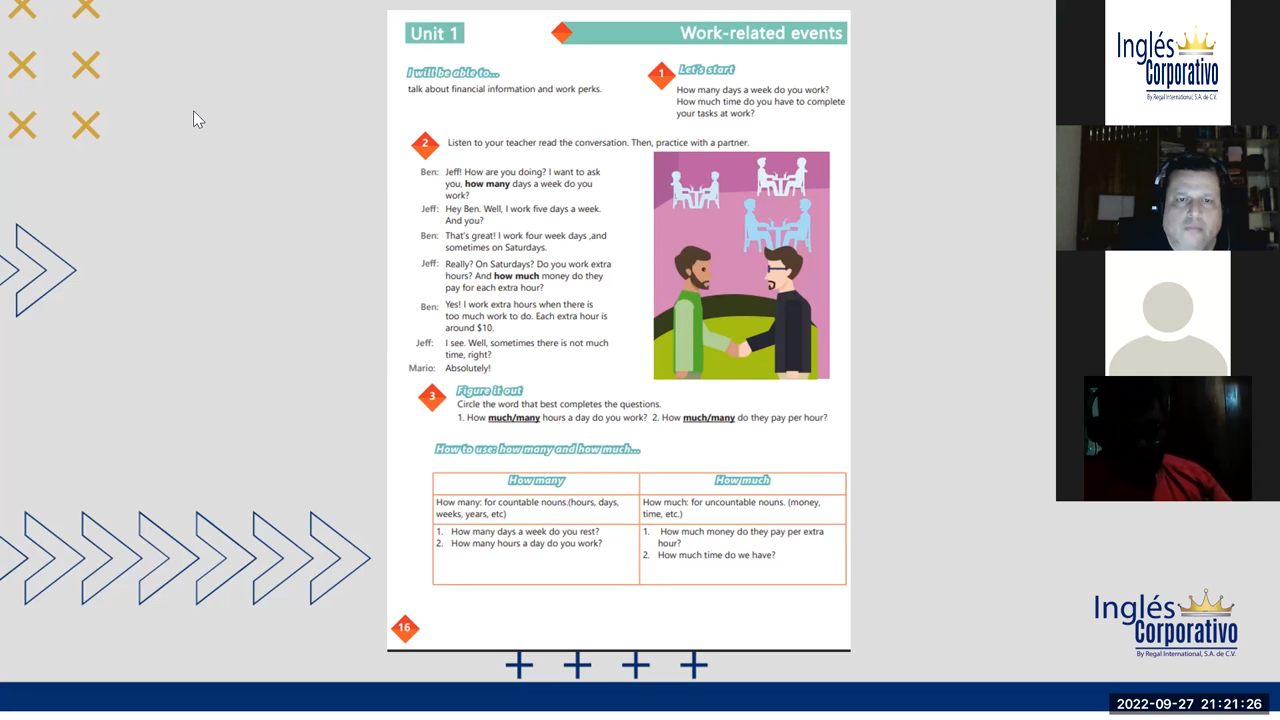 Unit 1
Work-related events
I will be able to...
talk about financial information and work perks.
1
Let's start
How many days a week do you work?
How much time do you have to complete
your tasks at work?
2
Listen to your teacher read the conversation. Then, practice with a partner.
Ben: Jeff! How are you doing? I want to ask
you, how many days a week do you
work?
Jeff: Hey Ben. Well, I work five days a week.
And you?
Ben: That's great! I work four week days ,and
sometimes on Saturdays.
Jeff: Really? On Saturdays? Do you work extra
hours? And how much money do they
pay for each extra hour?
Ben: Yes! I work extra hours when there is
too much work to do. Each extra hour is
around $10.
Jeff: I see. Well, sometimes there is not much
time, right?
Mario: Absolutely!
3
Figure it out
Circle the word that best completes the questions.
1. How much/many hours a day do you work? 2. How much/many do they pay per hour?
How to use: how many and how much...
How many
How many: for countable nouns.(hours, days,
weeks, years, etc)
1. How many days a week do you rest?
2. How many hours a day do you work?
How much
How much: for uncountable nouns. (money,
time, etc.)
1. How much money do they pay per extra
hour?
2. How much time do we have?
16
Inglés
Corporativo
By Regal International, S.A. de C.V.
Inglés
Corporativo
By Regal International, S.A. de C.V.
2022-09-27 21:21:26